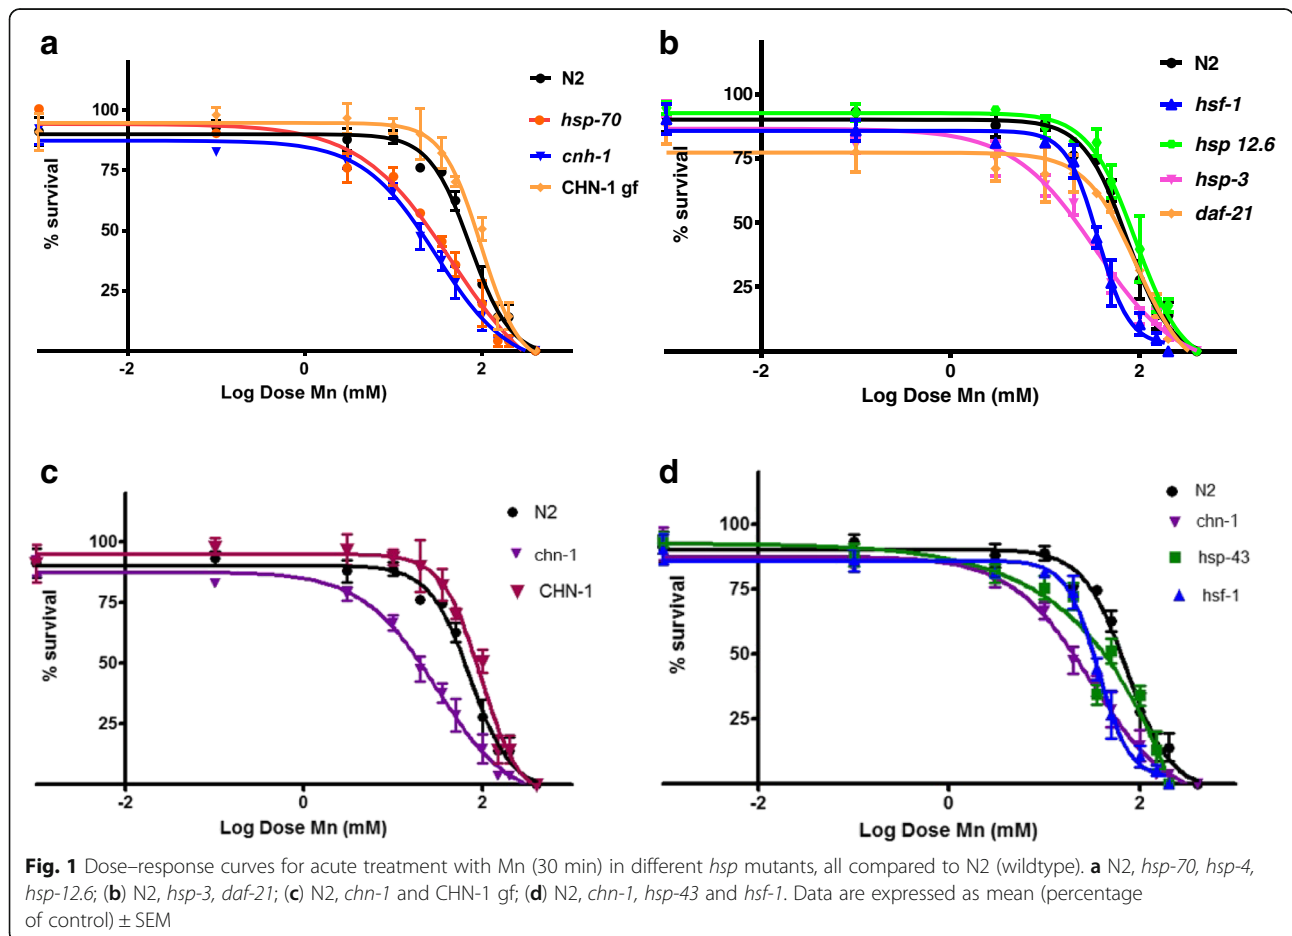 a
100
75
50
25
% survival
-2
0
2
Log Dose Mn (mM)
N2
hsp-70
cnh-1
CHN-1 gf
b
100
75
50
25
% survival
-2
0
2
Log Dose Mn (mM)
N2
hsf-1
hsp 12.6
hsp-3
daf-21
c
100
75
50
25
% survival
-2
0
2
Log Dose Mn (mM)
N2
chn-1
CHN-1
d
100
75
50
25
% survival
-2
0
2
Log Dose Mn (mM)
N2
chn-1
hsp-43
hsf-1
Fig. 1 Dose–response curves for acute treatment with Mn (30 min) in different hsp mutants, all compared to N2 (wildtype). a N2, hsp-70, hsp-4,
hsp-12.6; (b) N2, hsp-3, daf-21; (c) N2, chn-1 and CHN-1 gf; (d) N2, chn-1, hsp-43 and hsf-1. Data are expressed as mean (percentage
of control) ± SEM